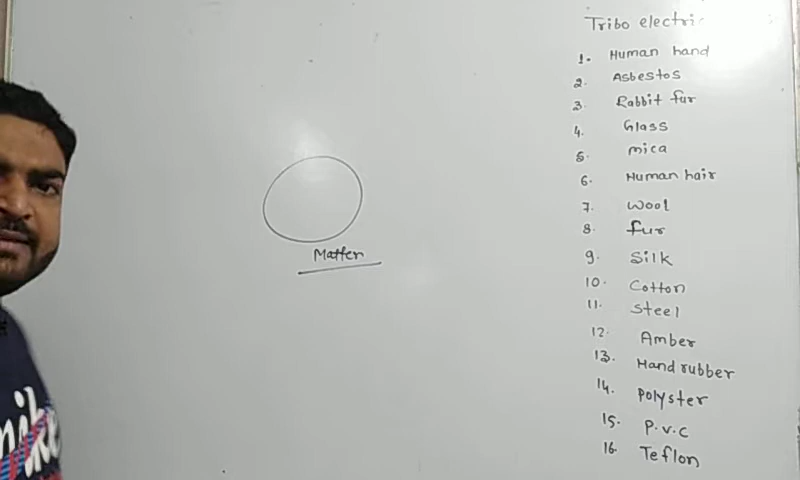 Tribo electric
1. Human hand
2. Asbestos
3. Rabbit fur
4. Glass
5. mica
6. Human hair
7. Wool
8. fur
9. Silk
10. Cotton
11. Steel
12. Amber
13. Hand rubber
14. Polyster
15. P.v.c
16. Teflon
Matter